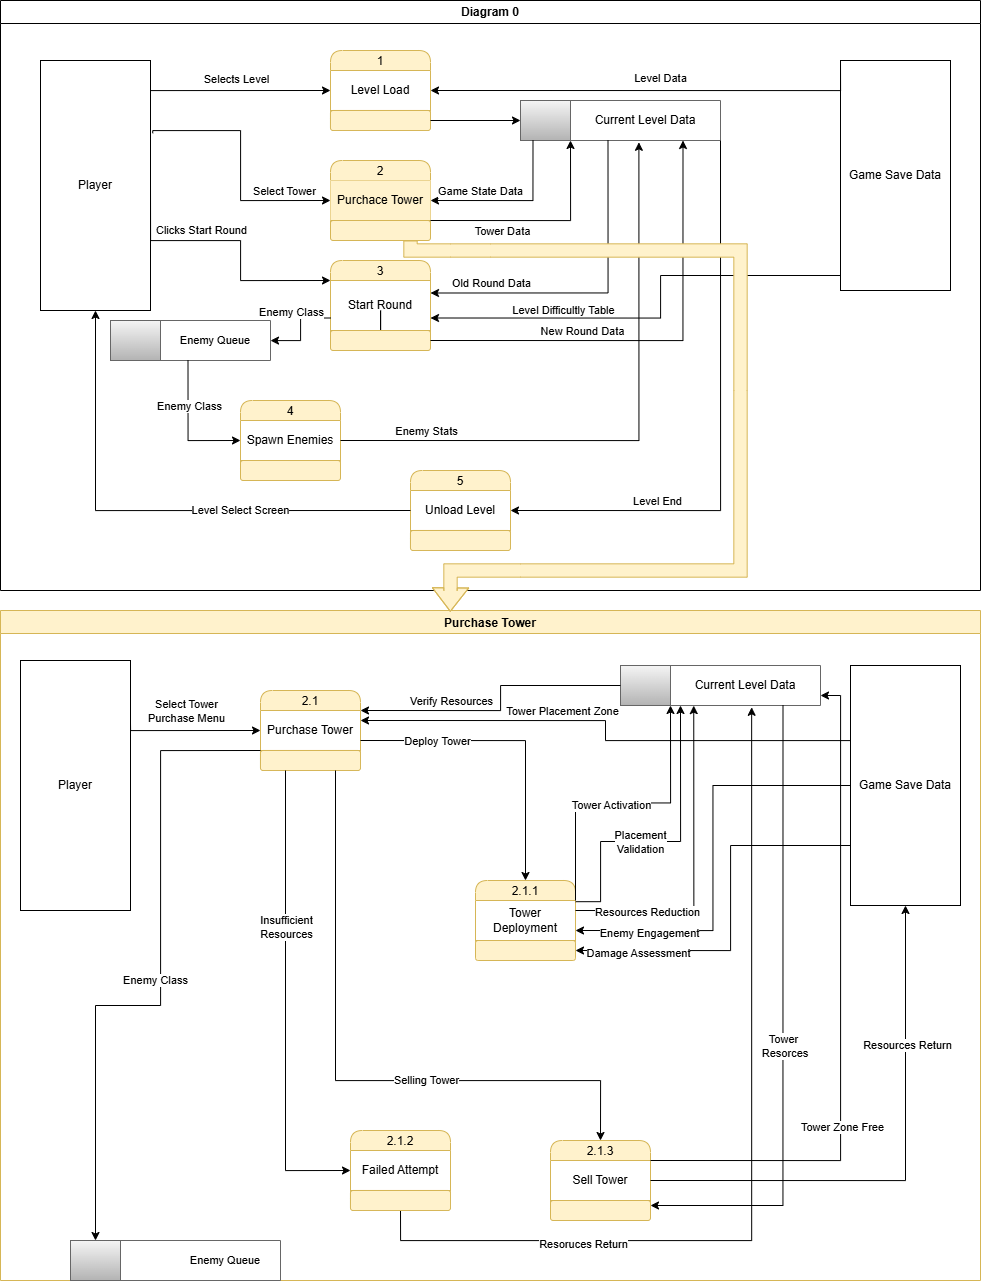 Diagram 0
1
Level Load
Selects Level
Level Data
Current Level Data
Player
Game Save Data
2
Purchace Tower
Select Tower
Game State Data
Tower Data
Clicks Start Round
3
Start Round
Old Round Data
Level Difficultly Table
New Round Data
Enemy Class
Enemy Queue
Enemy Class
4
Spawn Enemies
Enemy Stats
5
Unload Level
Level End
Level Select Screen
Purchase Tower
Player
Select Tower
Purchase Menu
2.1
Purchase Tower
Verify Resources
Current Level Data
Tower Placement Zone
Deploy Tower
Game Save Data
Tower Activation
Placement
Validation
2.1.1
Tower
Deployment
Resources Reduction
Enemy Engagement
Damage Assessment
Insufficient
Resources
Enemy Class
Tower
Resorces
Resources Return
Selling Tower
Tower Zone Free
2.1.2
Failed Attempt
2.1.3
Sell Tower
Resoruces Return
Enemy Queue